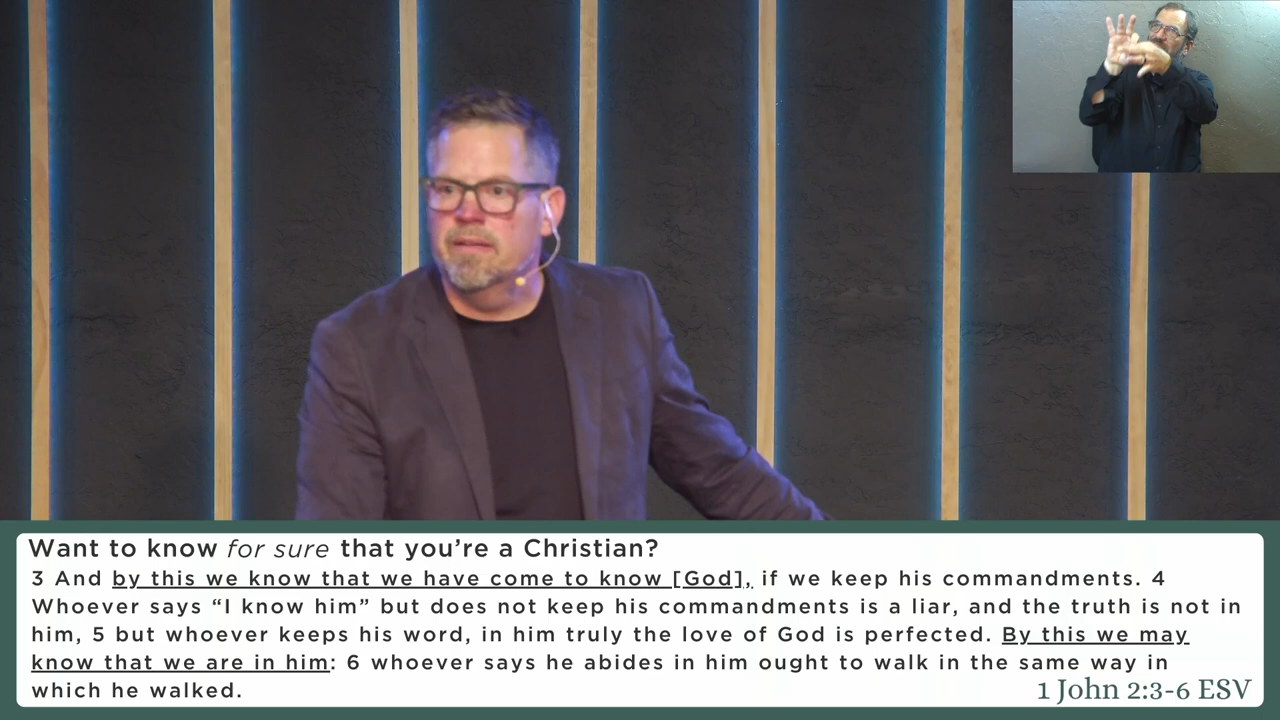 Want to know for sure that you’re a Christian?
3 And by this we know that we have come to know [God], if we keep his commandments. 4
Whoever says “I know him” but does not keep his commandments is a liar, and the truth is not in
him, 5 but whoever keeps his word, in him truly the love of God is perfected. By this we may
know that we are in him: 6 whoever says he abides in him ought to walk in the same way in
which he walked.
1 John 2:3-6 ESV